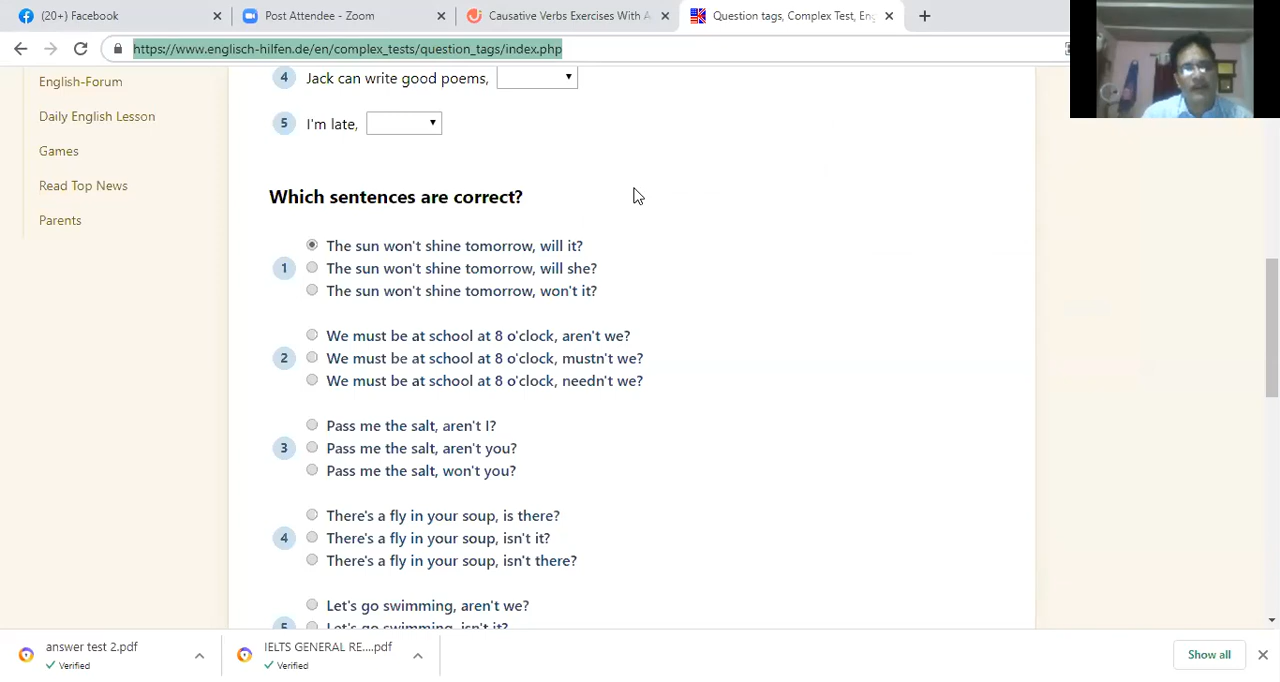 (20+) Facebook
Post Attendee - Zoom
Causative Verbs Exercises With A
Question tags, Complex Test, Eng
https://www.englisch-hilfen.de/en/complex_tests/question_tags/index.php
English-Forum
Daily English Lesson
Games
Read Top News
Parents
4 Jack can write good poems,
5 I'm late,
Which sentences are correct?
1
The sun won't shine tomorrow, will it?
The sun won't shine tomorrow, will she?
The sun won't shine tomorrow, won't it?
2
We must be at school at 8 o'clock, aren't we?
We must be at school at 8 o'clock, mustn't we?
We must be at school at 8 o'clock, needn't we?
3
Pass me the salt, aren't I?
Pass me the salt, aren't you?
Pass me the salt, won't you?
4
There's a fly in your soup, is there?
There's a fly in your soup, isn't it?
There's a fly in your soup, isn't there?
5
Let's go swimming, aren't we?
Let's go swimming, isn't it?
answer test 2.pdf
Verified
IELTS GENERAL RE....pdf
Verified
Show all